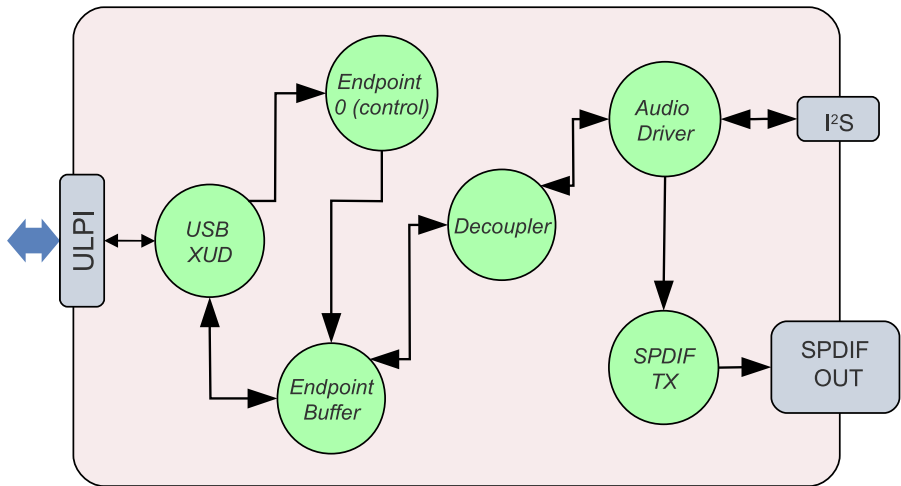 Endpoint
0 (control)
Audio
Driver
I²S
ULPI
USB
XUD
Decoupler
Endpoint
Buffer
SPDIF
TX
SPDIF
OUT